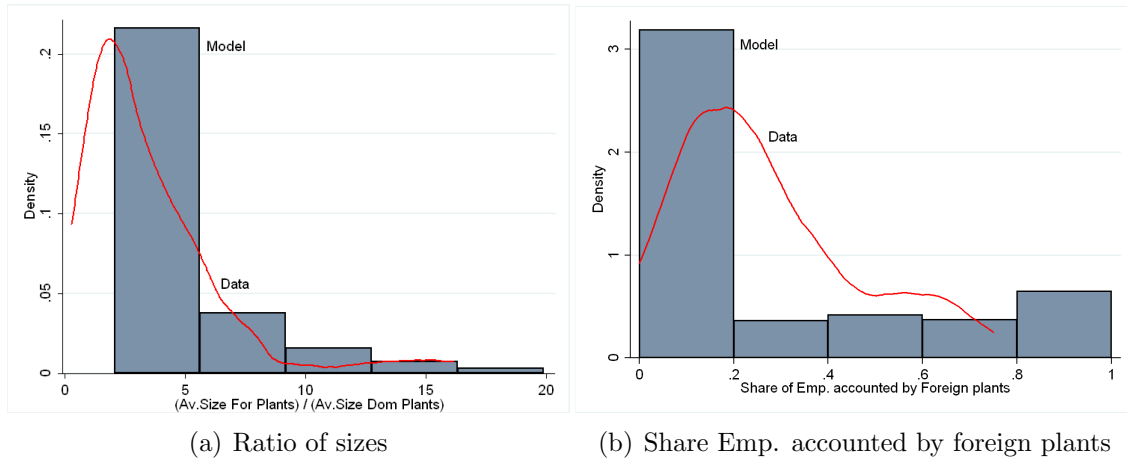 .2
.15
.1
.05
0
Density
Model
Data
0
5
10
15
20
(Av.Size For Plants) / (Av.Size Dom Plants)
(a) Ratio of sizes
3
2
1
0
Density
Model
Data
0
.2
.4
.6
.8
1
Share of Emp. accounted by Foreign plants
(b) Share Emp. accounted by foreign plants